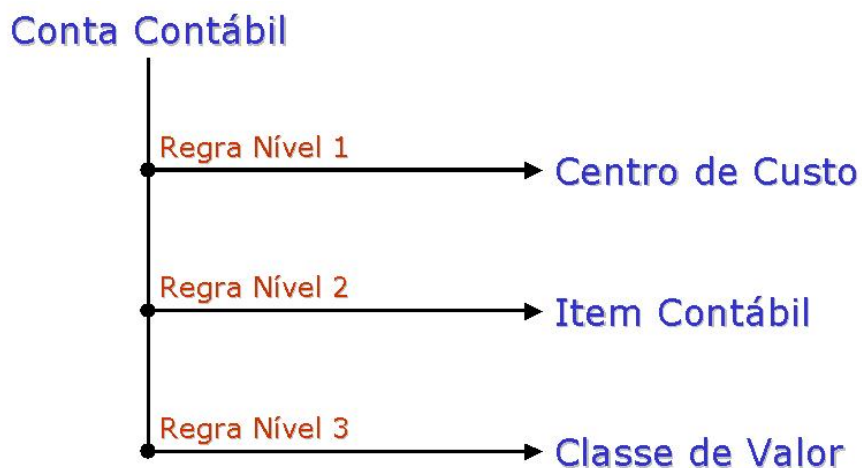 Conta Contábil
Regra Nível 1
Centro de Custo
Regra Nível 2
Item Contábil
Regra Nível 3
Classe de Valor